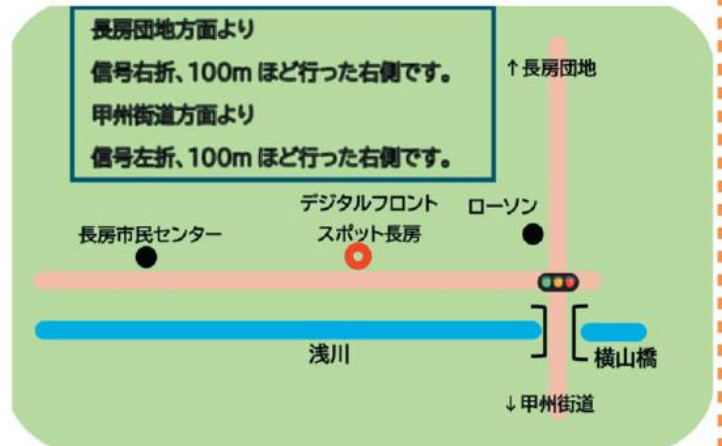 長房団地方面より
信号右折、100m ほど行った右側です。
甲州街道方面より
信号左折、100m ほど行った右側です。
↑長房団地
デジタルフロント
スポット長房
ローソン
長房市民センター
浅川
横山橋
↓甲州街道